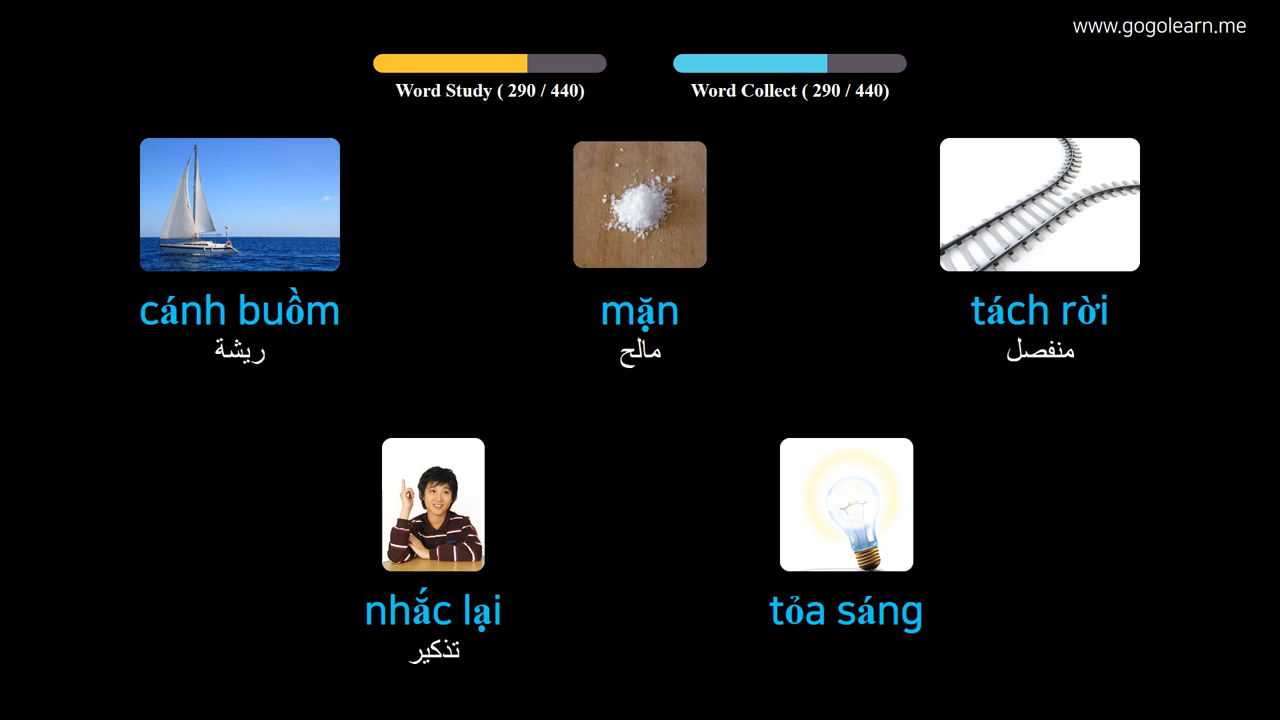 www.gogolearn.me
Word Study ( 290 / 440)
Word Collect ( 290 / 440)
cánh buồm
ريشة
mặn
مالح
tách rời
منفصل
nhắc lại
تذكير
tỏa sáng